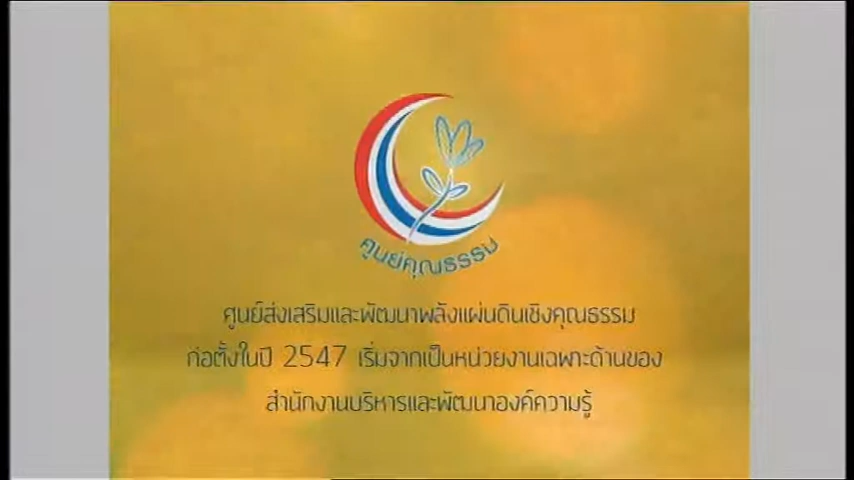 ศูนย์คุณธรรม
ศูนย์ส่งเสริมและพัฒนาพลังแผ่นดินเชิงคุณธรรม
ก่อตั้งในปี 2547 เริ่มจากเป็นหน่วยงานเฉพาะด้านของ
สำนักงานบริหารและพัฒนาองค์ความรู้